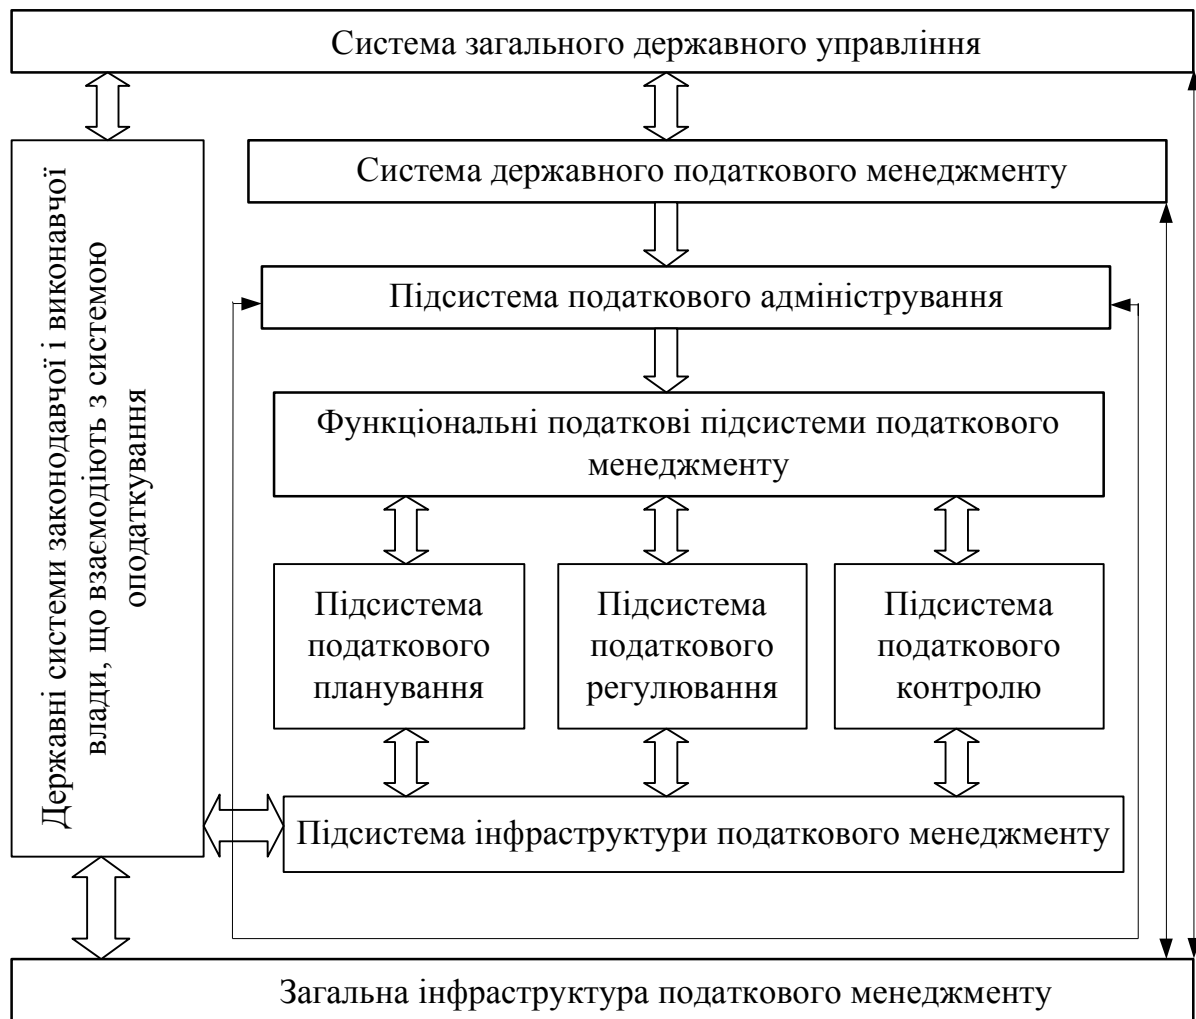 Система загального державного управління
Система державного податкового менеджменту
Державні системи законодавчої і виконавчої
влади, що взаємодіють з системою
оподаткування
Підсистема податкового адміністрування
Функціональні податкові підсистеми податкового
менеджменту
Підсистема
податкового
планування
Підсистема
податкового
регулювання
Підсистема
податкового
контролю
Підсистема інфраструктури податкового менеджменту
Загальна інфраструктура податкового менеджменту